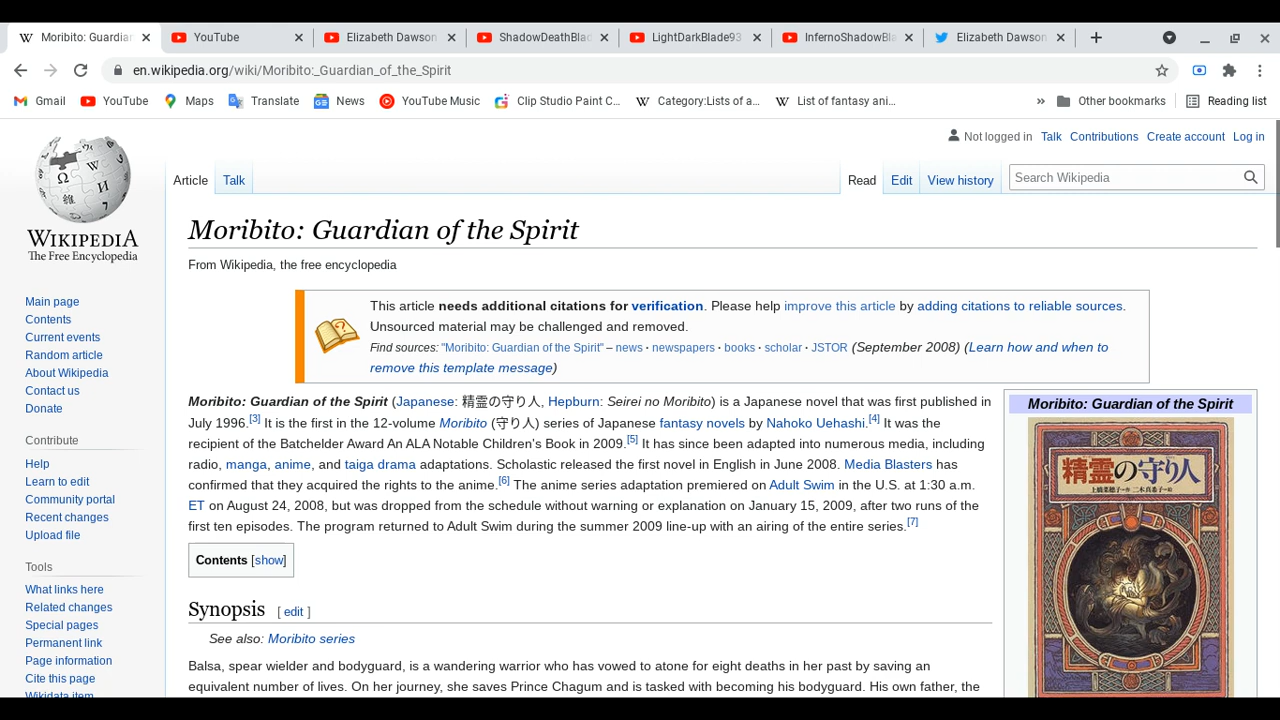 Moribito: Guardian
YouTube
Elizabeth Dawson
ShadowDeathBla
LightDarkBlade93
InfernoShadowBla
Elizabeth Dawson
en.wikipedia.org/wiki/Moribito:_Guardian_of_the_Spirit
Gmail
YouTube
Maps
Translate
News
YouTube Music
Clip Studio Paint C...
Category:Lists of a...
List of fantasy ani...
»
Other bookmarks
Reading list
Not logged in Talk Contributions Create account Log in
WIKIPEDIA
The Free Encyclopedia
Article Talk
Read Edit View history
Search Wikipedia
Main page
Contents
Current events
Random article
About Wikipedia
Contact us
Donate
Contribute
Help
Learn to edit
Community portal
Recent changes
Upload file
Tools
What links here
Related changes
Special pages
Permanent link
Page information
Cite this page
Wikidata item
Moribito: Guardian of the Spirit
From Wikipedia, the free encyclopedia
This article needs additional citations for verification. Please help improve this article by adding citations to reliable sources.
Unsourced material may be challenged and removed.
Find sources: "Moribito: Guardian of the Spirit" – news · newspapers · books · scholar · JSTOR (September 2008) (Learn how and when to
remove this template message)
Moribito: Guardian of the Spirit (Japanese: 精霊の守り人, Hepburn: Seirei no Moribito) is a Japanese novel that was first published in
July 1996.[3] It is the first in the 12-volume Moribito (守り人) series of Japanese fantasy novels by Nahoko Uehashi.[4] It was the
recipient of the Batchelder Award An ALA Notable Children's Book in 2009.[5] It has since been adapted into numerous media, including
radio, manga, anime, and taiga drama adaptations. Scholastic released the first novel in English in June 2008. Media Blasters has
confirmed that they acquired the rights to the anime.[6] The anime series adaptation premiered on Adult Swim in the U.S. at 1:30 a.m.
ET on August 24, 2008, but was dropped from the schedule without warning or explanation on January 15, 2009, after two runs of the
first ten episodes. The program returned to Adult Swim during the summer 2009 line-up with an airing of the entire series.[7]
Contents [show]
Synopsis [ edit ]
See also: Moribito series
Balsa, spear wielder and bodyguard, is a wandering warrior who has vowed to atone for eight deaths in her past by saving an
equivalent number of lives. On her journey, she saves Prince Chagum and is tasked with becoming his bodyguard. His own father, the
Moribito: Guardian of the Spirit
精霊の守り人
上橋菜穂子 作 二木真希子 絵